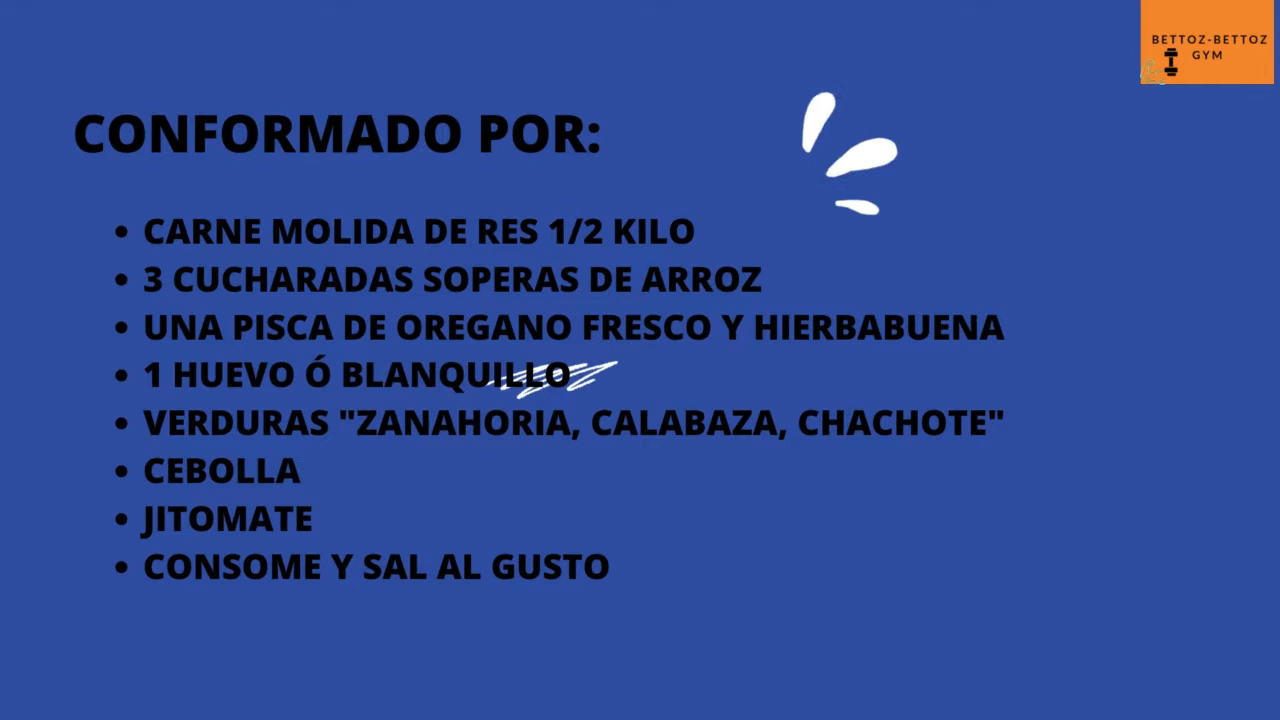 BETTOZ-BETTOZ
GYM
CONFORMADO POR:
• CARNE MOLIDA DE RES 1/2 KILO
• 3 CUCHARADAS SOPERAS DE ARROZ
• UNA PISCA DE OREGANO FRESCO Y HIERBABUENA
• 1 HUEVO Ó BLANQUILLO
• VERDURAS "ZANAHORIA, CALABAZA, CHACHOTE"
• CEBOLLA
• JITOMATE
• CONSOME Y SAL AL GUSTO